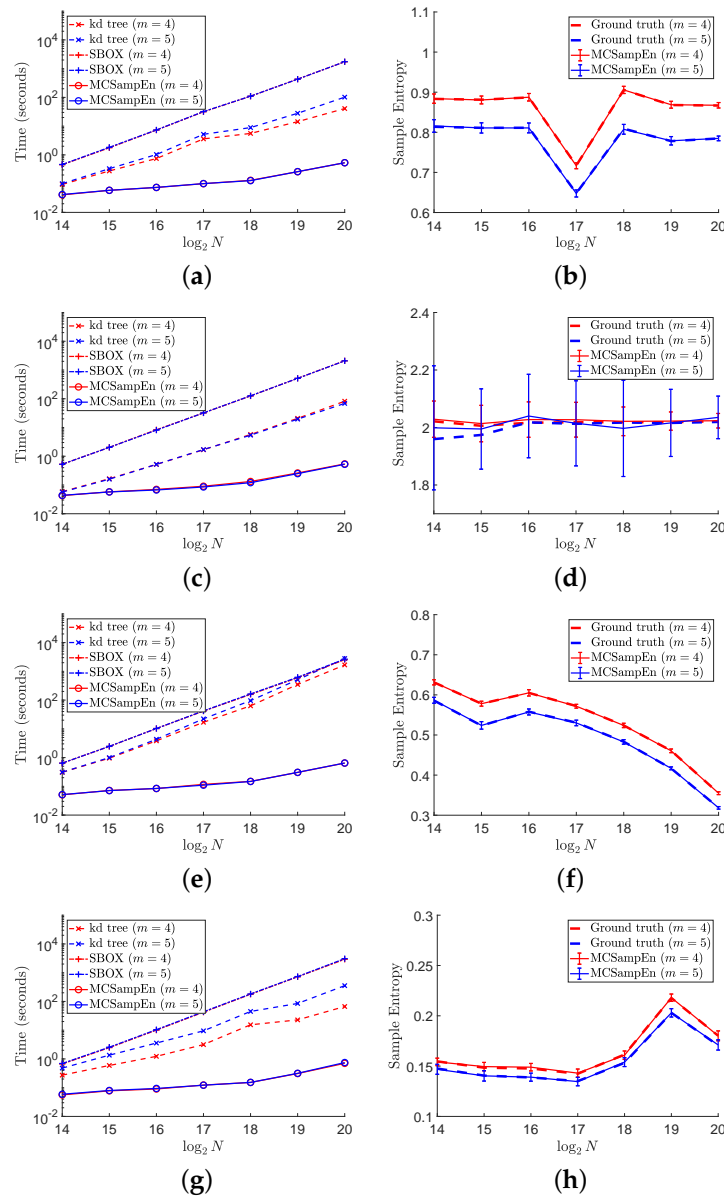 kd tree (m = 4)
kd tree (m = 5)
SBOX (m = 4)
SBOX (m = 5)
MCSampEn (m = 4)
MCSampEn (m = 5)
Time (seconds)
10^4
10^2
10^0
10^-2
14 15 16 17 18 19 20
log₂ N
(a)
Ground truth (m = 4)
Ground truth (m = 5)
MCSampEn (m = 4)
MCSampEn (m = 5)
Sample Entropy
1.1
1
0.9
0.8
0.7
0.6
14 15 16 17 18 19 20
log₂ N
(b)
kd tree (m = 4)
kd tree (m = 5)
SBOX (m = 4)
SBOX (m = 5)
MCSampEn (m = 4)
MCSampEn (m = 5)
Time (seconds)
10^4
10^2
10^0
10^-2
14 15 16 17 18 19 20
log₂ N
(c)
Ground truth (m = 4)
Ground truth (m = 5)
MCSampEn (m = 4)
MCSampEn (m = 5)
Sample Entropy
2.4
2.2
2
1.8
14 15 16 17 18 19 20
log₂ N
(d)
kd tree (m = 4)
kd tree (m = 5)
SBOX (m = 4)
SBOX (m = 5)
MCSampEn (m = 4)
MCSampEn (m = 5)
Time (seconds)
10^4
10^2
10^0
10^-2
14 15 16 17 18 19 20
log₂ N
(e)
Ground truth (m = 4)
Ground truth (m = 5)
MCSampEn (m = 4)
MCSampEn (m = 5)
Sample Entropy
0.8
0.7
0.6
0.5
0.4
0.3
14 15 16 17 18 19 20
log₂ N
(f)
kd tree (m = 4)
kd tree (m = 5)
SBOX (m = 4)
SBOX (m = 5)
MCSampEn (m = 4)
MCSampEn (m = 5)
Time (seconds)
10^4
10^2
10^0
10^-2
14 15 16 17 18 19 20
log₂ N
(g)
Ground truth (m = 4)
Ground truth (m = 5)
MCSampEn (m = 4)
MCSampEn (m = 5)
Sample Entropy
0.3
0.25
0.2
0.15
0.1
14 15 16 17 18 19 20
log₂ N
(h)